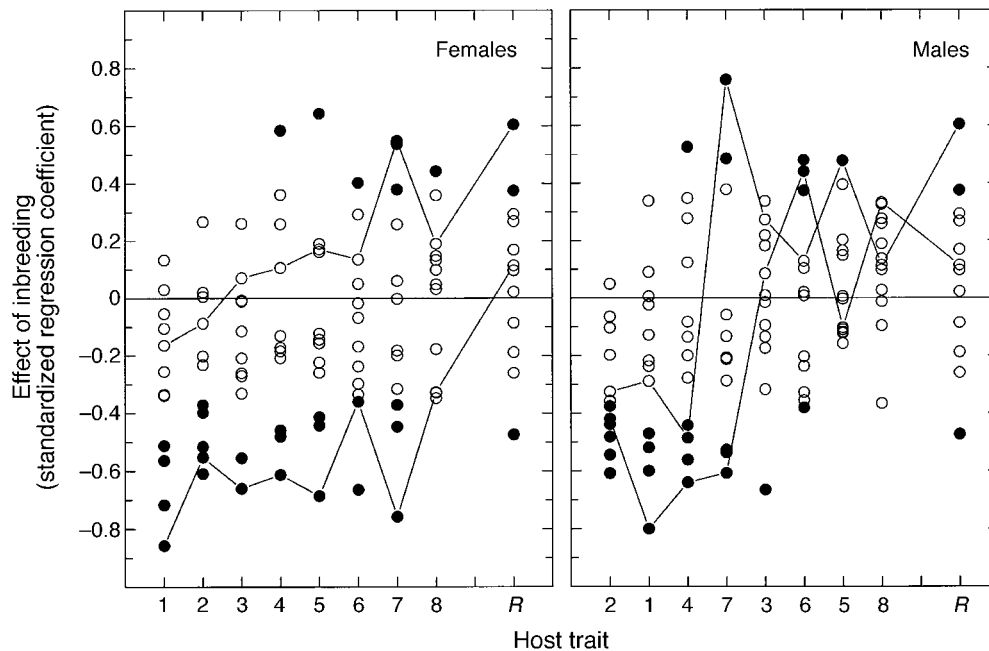 Females
Males
Effect of inbreeding
(standardized regression coefficient)
0.8
0.6
0.4
0.2
0
−0.2
−0.4
−0.6
−0.8
1 2 3 4 5 6 7 8 R
2 1 4 7 3 6 5 8 R
Host trait